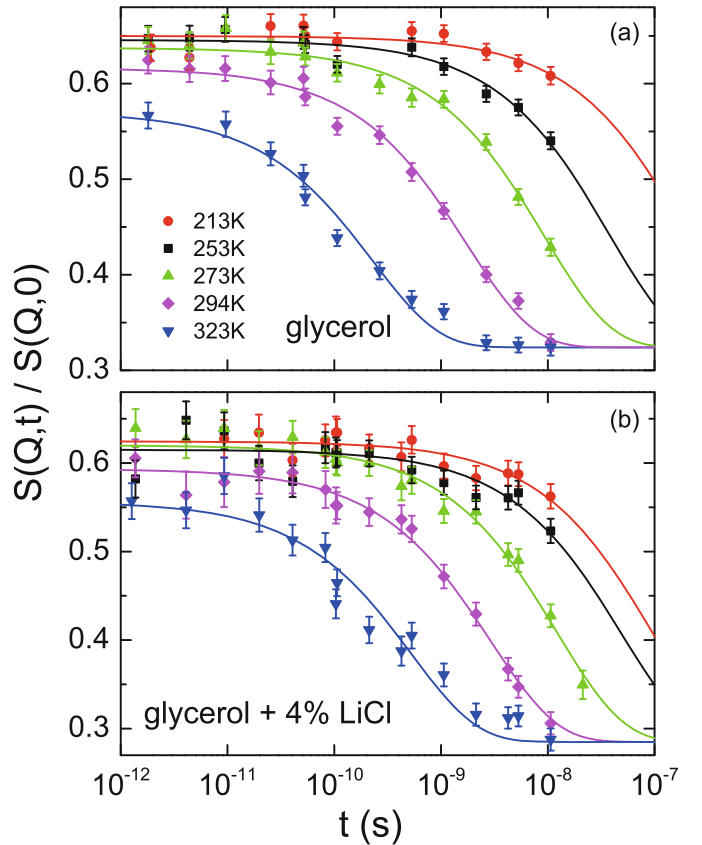 S(Q,t) / S(Q,0)
(a)
0.6
0.5
0.4
0.3
213K
253K
273K
294K
323K
glycerol
(b)
0.6
0.5
0.4
0.3
glycerol + 4% LiCl
10⁻¹² 10⁻¹¹ 10⁻¹⁰ 10⁻⁹ 10⁻⁸ 10⁻⁷
t (s)